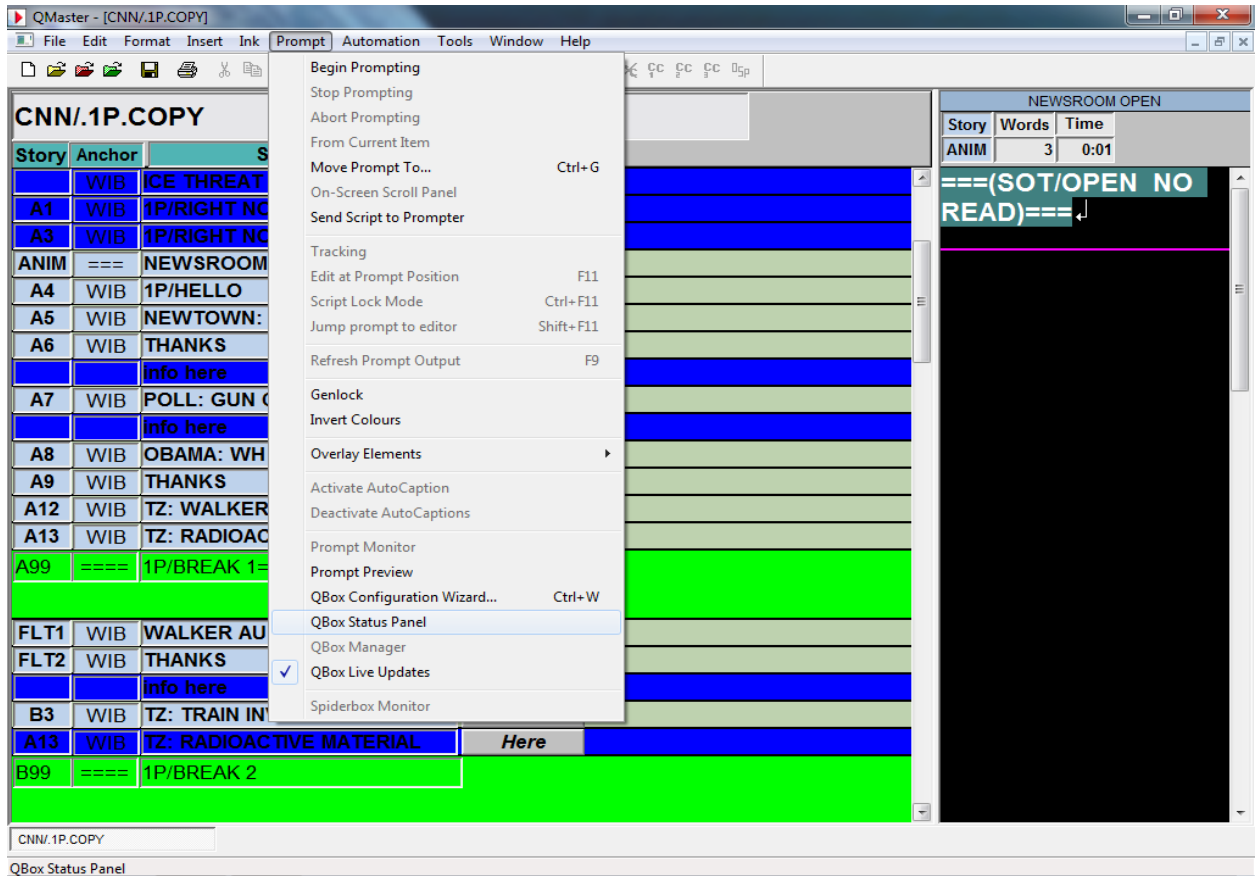 QMaster - [CNN/.1P.COPY]
File Edit Format Insert Ink Prompt Automation Tools Window Help
Begin Prompting
Stop Prompting
Abort Prompting
From Current Item
Move Prompt To... Ctrl+G
On-Screen Scroll Panel
Send Script to Prompter
Tracking
Edit at Prompt Position F11
Script Lock Mode Ctrl+F11
Jump prompt to editor Shift+F11
Refresh Prompt Output F9
Genlock
Invert Colours
Overlay Elements
Activate AutoCaption
Deactivate AutoCaptions
Prompt Monitor
Prompt Preview
QBox Configuration Wizard... Ctrl+W
QBox Status Panel
QBox Manager
QBox Live Updates
Spiderbox Monitor
CC 1 CC 2 CC 3
CNN/.1P.COPY
Story Anchor S
WIB ICE THREAT
A1 WIB 1P/RIGHT NO
A3 WIB 1P/RIGHT NO
ANIM === NEWSROOM
A4 WIB 1P/HELLO
A5 WIB NEWTOWN:
A6 WIB THANKS
info here
A7 WIB POLL: GUN
info here
A8 WIB OBAMA: WH
A9 WIB THANKS
A12 WIB TZ: WALKER
A13 WIB TZ: RADIOAC
A99 ==== 1P/BREAK 1=
FLT1 WIB WALKER AU
FLT2 WIB THANKS
info here
B3 WIB TZ: TRAIN IN
A13 WIB TZ: RADIOACTIVE MATERIAL Here
B99 ==== 1P/BREAK 2
NEWSROOM OPEN
Story Words Time
ANIM 3 0:01
===(SOT/OPEN NO
READ)===
CNN/.1P.COPY
QBox Status Panel